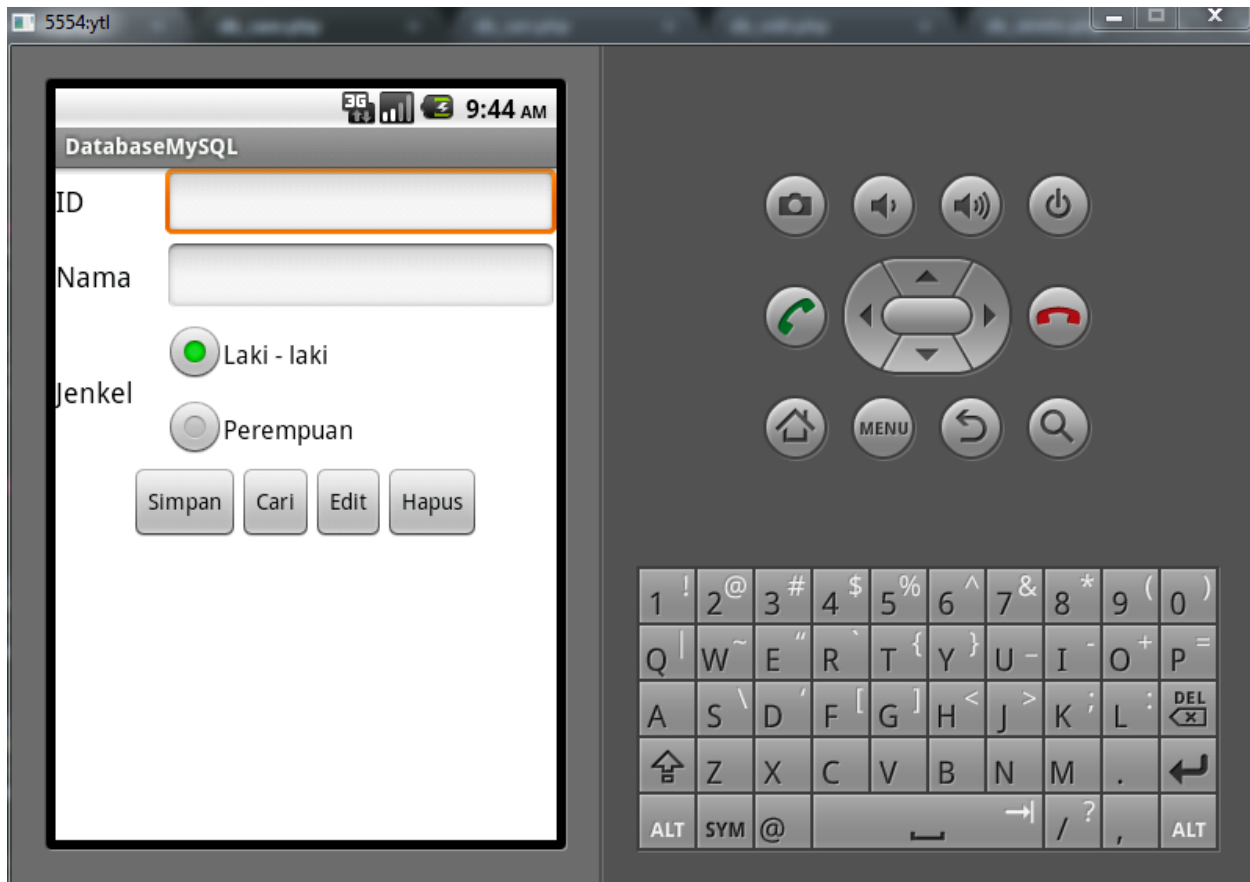 5554:ytl
3G 9:44 AM
DatabaseMySQL
ID
Nama
Laki - laki
Jenkel
Perempuan
Simpan Cari Edit Hapus
MENU
1 ! 2 @ 3 # 4 $ 5 % 6 ^ 7 & 8 * 9 ( 0 )
Q | W ~ E " R ` T { Y } U _ I - O + P =
A S \ D ' F [ G ] H < J > K ; L : DEL
Z X C V B N M .
ALT SYM @ / ? , ALT